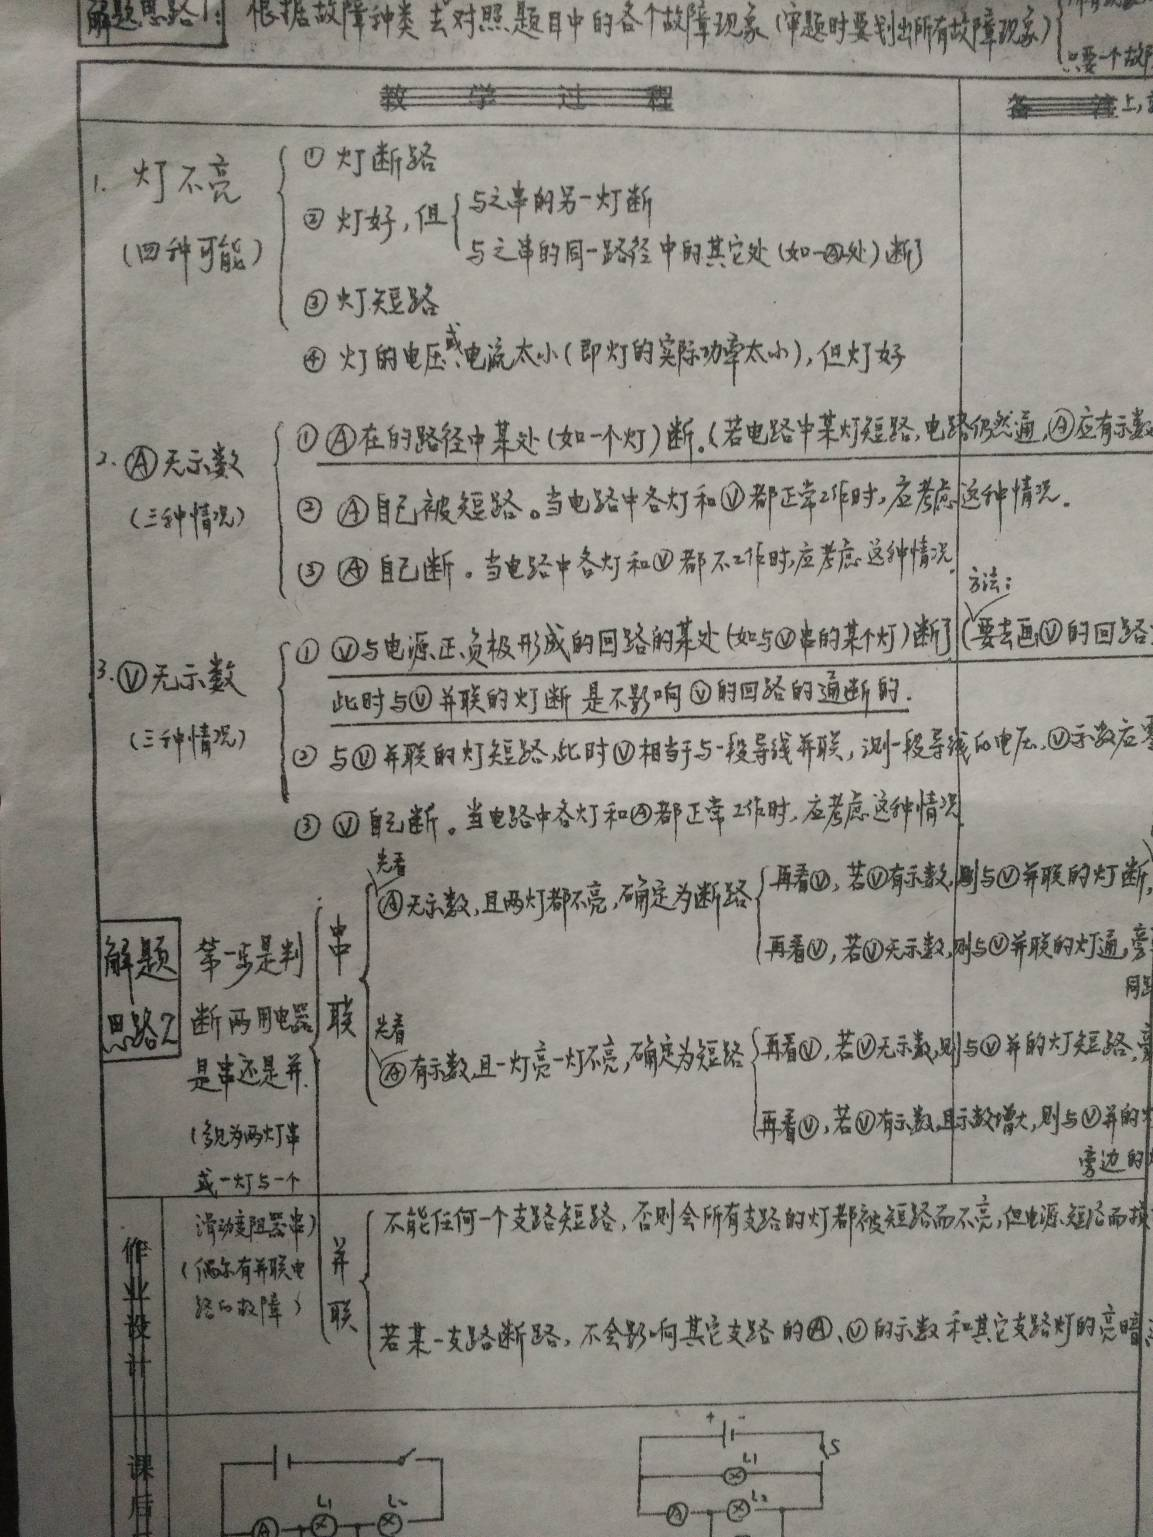 解题思路1: 根据故障种类去对照题目中的各个故障现象(审题时要划出所有故障现象)
只要一个故障
教 学 过 程
备 注
1. 灯不亮
(四种可能)
① 灯断路
② 灯好,但
与之串的另一灯断
与之串的同一路径中的其它处(如一Ⓐ处)断了
③ 灯短路
④ 灯的电压或电流太小(即灯的实际功率太小),但灯好
2. Ⓐ无示数
(三种情况)
① Ⓐ在的路径中某处(如一个灯)断。(若电路中某灯短路,电路仍然通,Ⓐ应有示数
② Ⓐ自己被短路。当电路中各灯和Ⓥ都正常工作时,应考虑这种情况.
③ Ⓐ自己断。当电路中各灯和Ⓥ都不工作时,应考虑这种情况.
方法:
3. Ⓥ无示数
(三种情况)
① Ⓥ与电源正、负极形成的回路的某处(如与Ⓥ串的某个灯)断了(要去画Ⓥ的回路
此时与Ⓥ并联的灯断是不影响Ⓥ的回路的通断的.
② 与Ⓥ并联的灯短路,此时Ⓥ相当于与一段导线并联,测一段导线的电压,Ⓥ示数应零
③ Ⓥ自己断。当电路中各灯和Ⓐ都正常工作时,应考虑这种情况.
解题思路2
第一步是判
断两用电器
是串还是并.
(多见为两灯串
或一灯与一个
滑动变阻器串)
(偶尔有并联电
路的故障)
串联
先看
Ⓐ无示数,且两灯都不亮,确定为断路
再看Ⓥ,若Ⓥ有示数,则与Ⓥ并联的灯断,
再看Ⓥ,若Ⓥ无示数,则与Ⓥ并联的灯通,旁
先看
Ⓐ有示数,且一灯亮一灯不亮,确定为短路
再看Ⓥ,若Ⓥ无示数,则与Ⓥ并的灯短路,
再看Ⓥ,若Ⓥ有示数,且示数增大,则与Ⓥ并的
旁边的
并联
不能任何一个支路短路,否则会所有支路的灯都被短路而不亮,但电源短路而
若某一支路断路,不会影响其它支路的Ⓐ、Ⓥ的示数和其它支路灯的亮暗
作业设计
课后
+ -
S
L1
L2
A
L1
A
L2